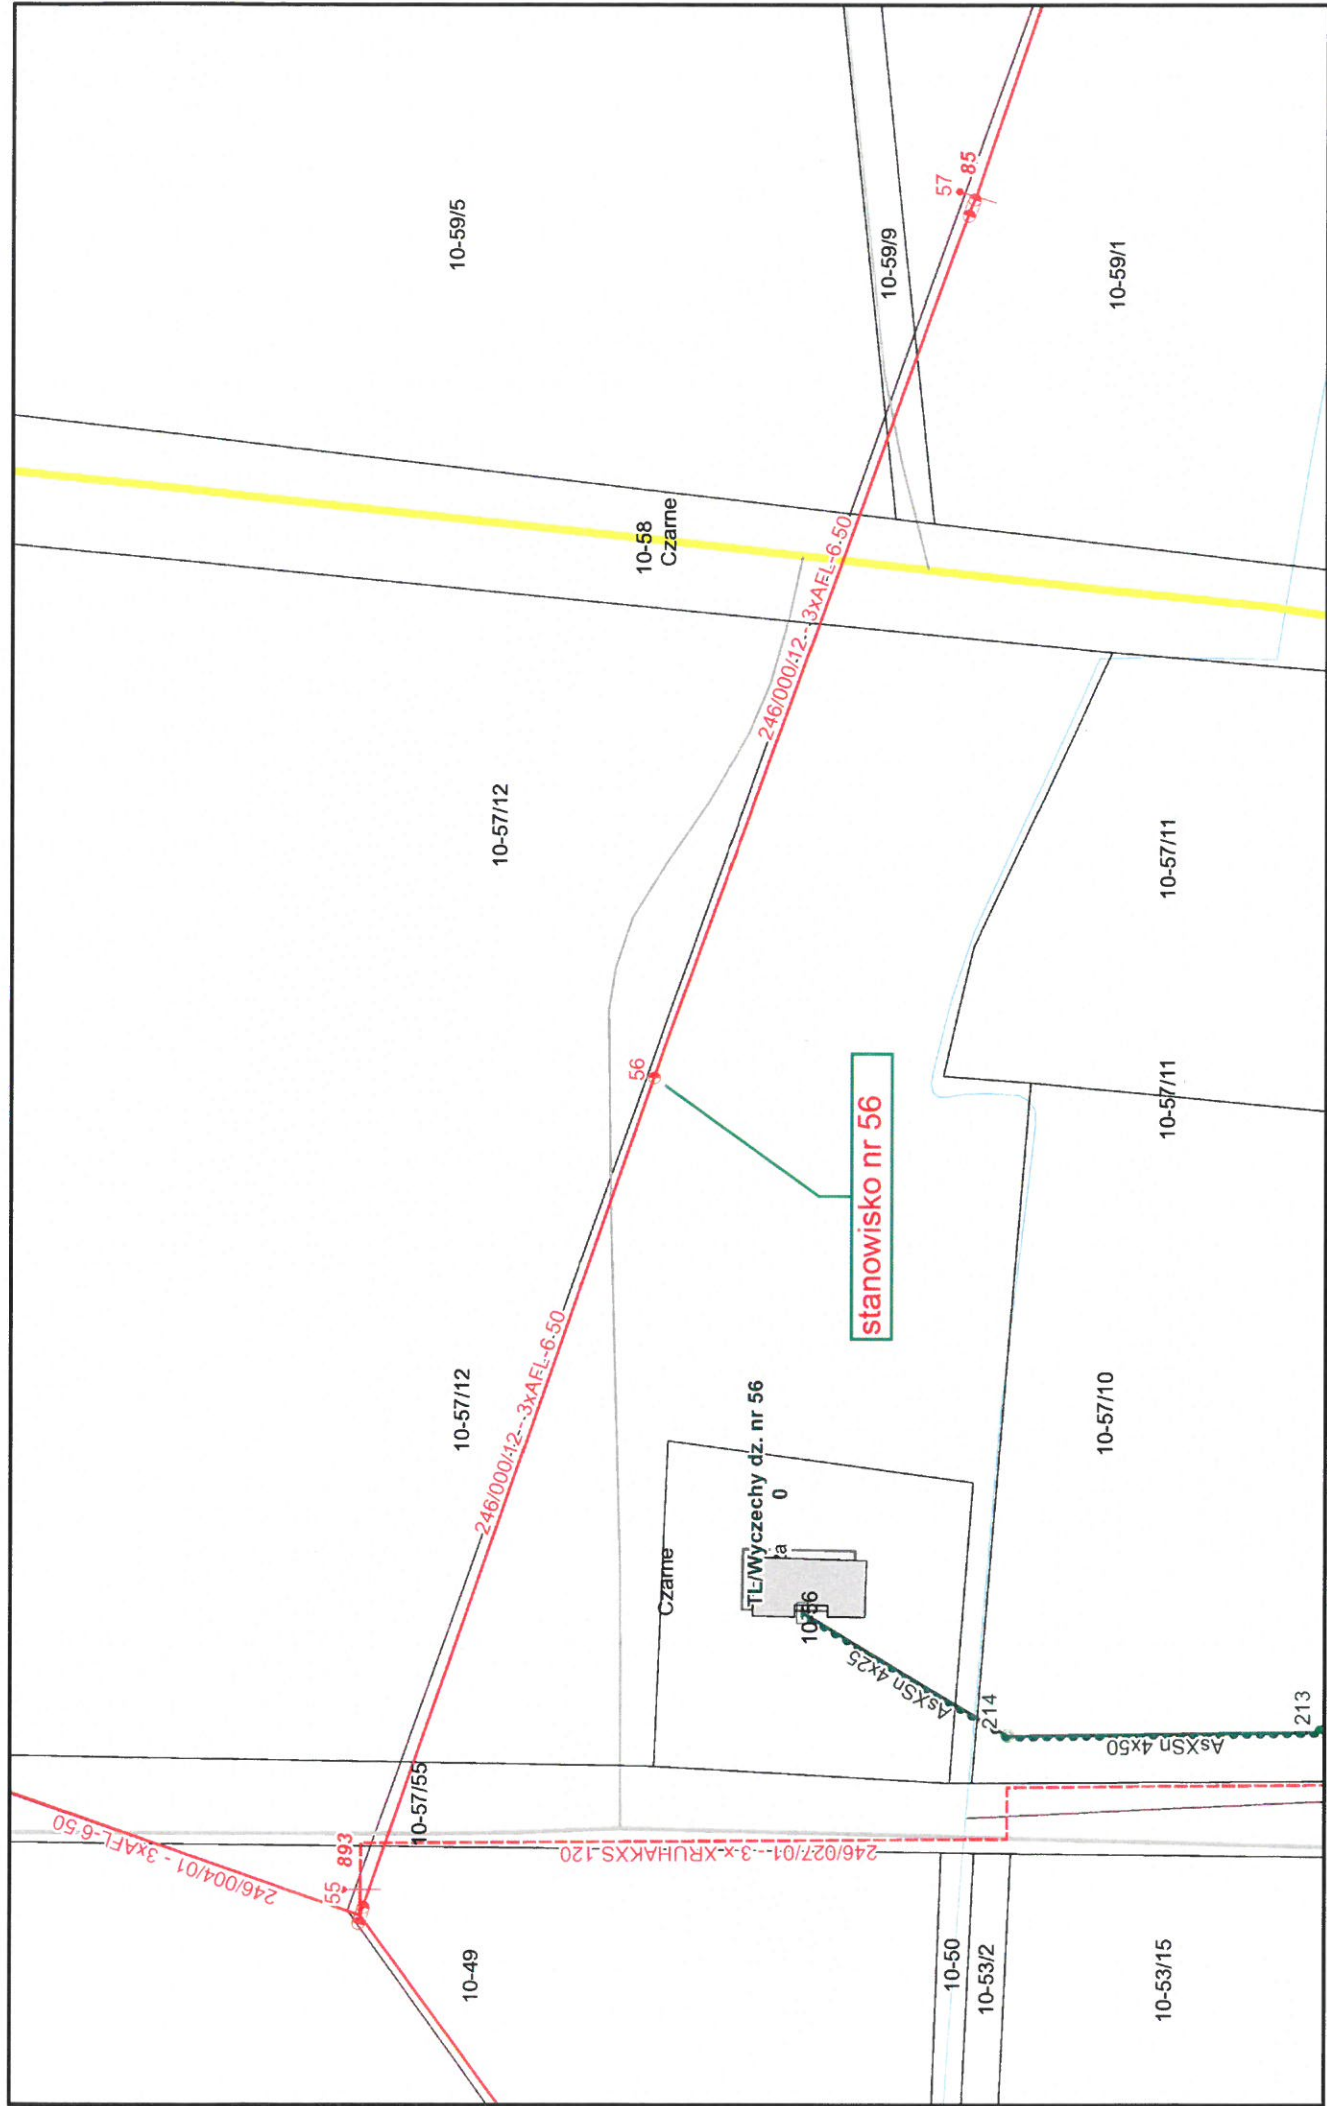 10-59/5
57
85
10-59/9
10-59/1
10-58
Czarne
246/000/12 - 3xAFL-6 50
10-57/12
10-57/11
56
10-57/11
stanowisko nr 56
246/000/12 - 3xAFL-6 50
10-57/12
10-57/10
TL/Wyczechy dz. nr 56
0
Czarne
10-56
AsXSn 4x25
214
213
AsXSn 4x50
10-57/55
893
55
246/004/01 - 3xAFL-6 50
246/027/01 - 3 x XRUHAKXS 120
10-49
10-50
10-53/2
10-53/15